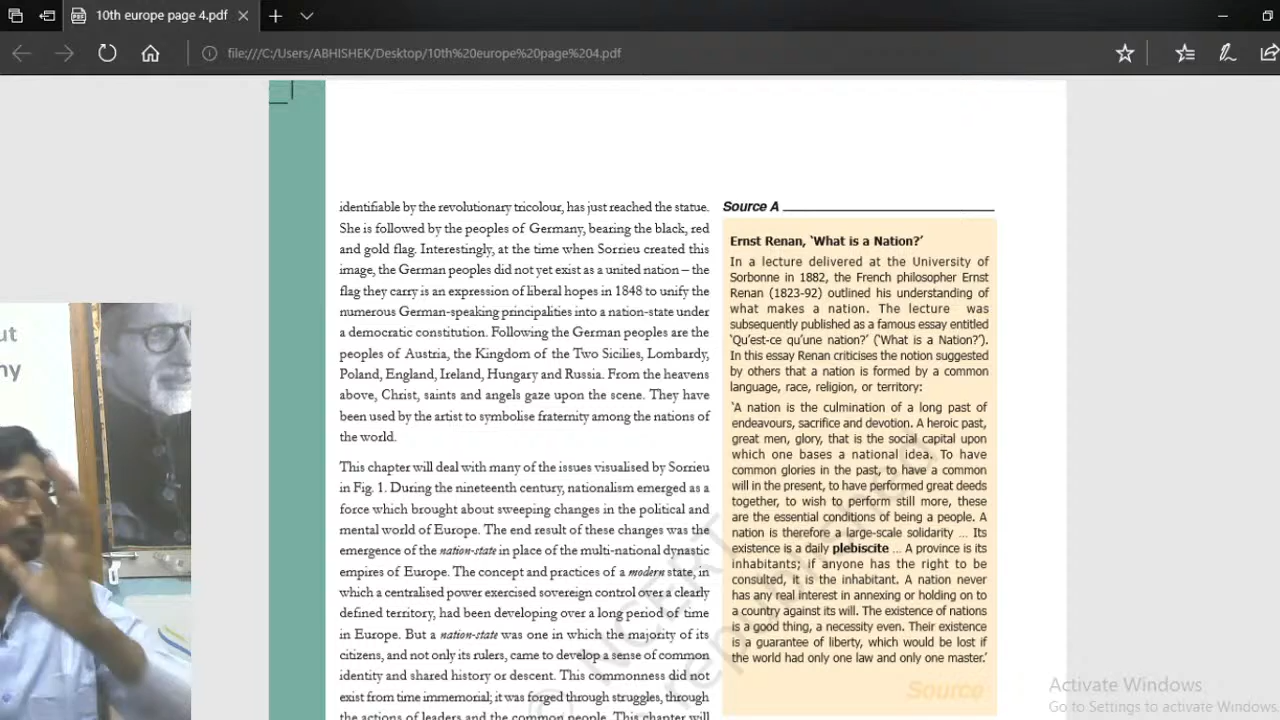 10th europe page 4.pdf
file:///C:/Users/ABHISHEK/Desktop/10th%20europe%20page%204.pdf
ut
ny
identifiable by the revolutionary tricolour, has just reached the statue.
She is followed by the peoples of Germany, bearing the black, red
and gold flag. Interestingly, at the time when Sorrieu created this
image, the German peoples did not yet exist as a united nation – the
flag they carry is an expression of liberal hopes in 1848 to unify the
numerous German-speaking principalities into a nation-state under
a democratic constitution. Following the German peoples are the
peoples of Austria, the Kingdom of the Two Sicilies, Lombardy,
Poland, England, Ireland, Hungary and Russia. From the heavens
above, Christ, saints and angels gaze upon the scene. They have
been used by the artist to symbolise fraternity among the nations of
the world.
This chapter will deal with many of the issues visualised by Sorrieu
in Fig. 1. During the nineteenth century, nationalism emerged as a
force which brought about sweeping changes in the political and
mental world of Europe. The end result of these changes was the
emergence of the nation-state in place of the multi-national dynastic
empires of Europe. The concept and practices of a modern state, in
which a centralised power exercised sovereign control over a clearly
defined territory, had been developing over a long period of time
in Europe. But a nation-state was one in which the majority of its
citizens, and not only its rulers, came to develop a sense of common
identity and shared history or descent. This commonness did not
exist from time immemorial; it was forged through struggles, through
the actions of leaders and the common people. This chapter will
Source A
Ernst Renan, ‘What is a Nation?’
In a lecture delivered at the University of
Sorbonne in 1882, the French philosopher Ernst
Renan (1823-92) outlined his understanding of
what makes a nation. The lecture was
subsequently published as a famous essay entitled
‘Qu’est-ce qu’une nation?’ (‘What is a Nation?’).
In this essay Renan criticises the notion suggested
by others that a nation is formed by a common
language, race, religion, or territory:
‘A nation is the culmination of a long past of
endeavours, sacrifice and devotion. A heroic past,
great men, glory, that is the social capital upon
which one bases a national idea. To have
common glories in the past, to have a common
will in the present, to have performed great deeds
together, to wish to perform still more, these
are the essential conditions of being a people. A
nation is therefore a large-scale solidarity … Its
existence is a daily plebiscite … A province is its
inhabitants; if anyone has the right to be
consulted, it is the inhabitant. A nation never
has any real interest in annexing or holding on to
a country against its will. The existence of nations
is a good thing, a necessity even. Their existence
is a guarantee of liberty, which would be lost if
the world had only one law and only one master.’
Source
Activate Windows
Go to Settings to activate Windows.